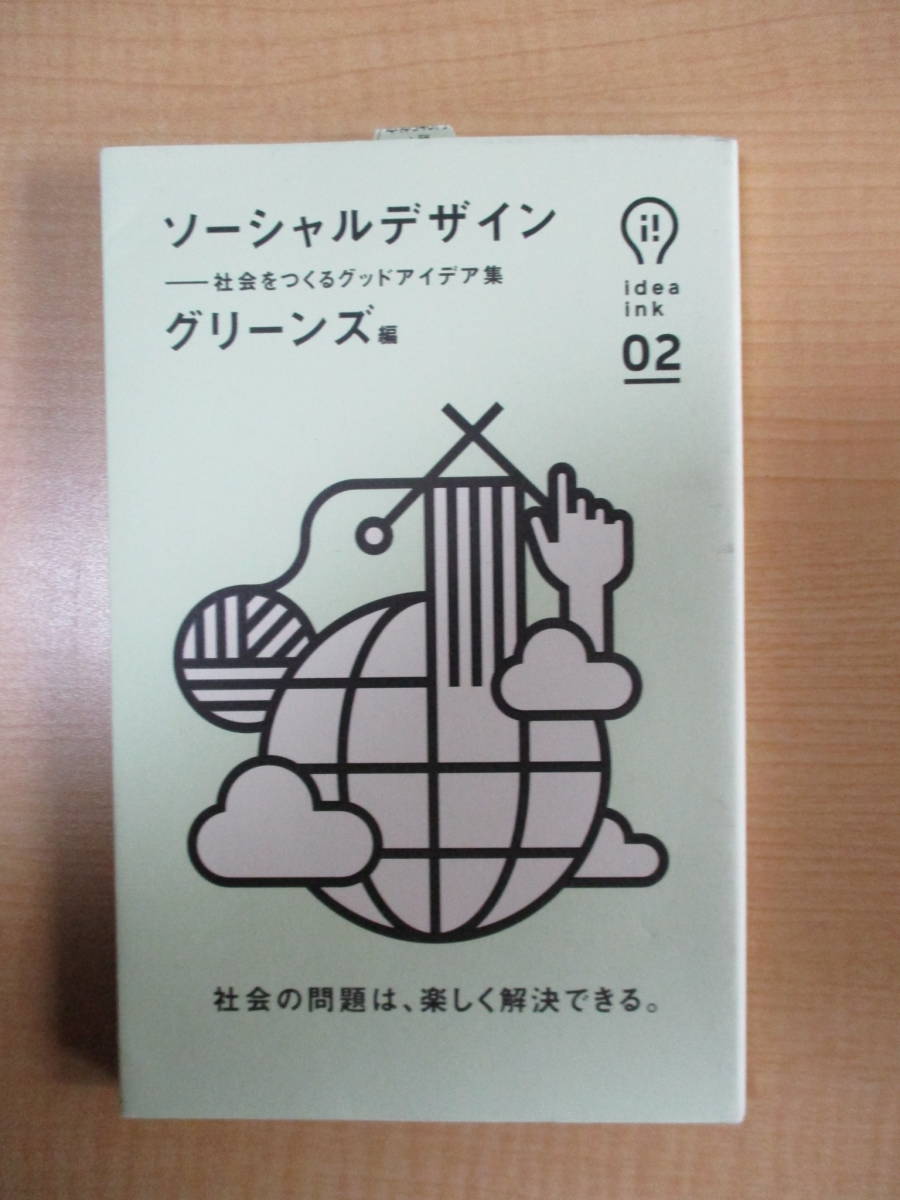 ソーシャルデザイン
――社会をつくるグッドアイデア集
グリーンズ編
i!
idea
ink
02
社会の問題は、楽しく解決できる。